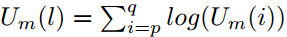 $U_m(l) = \sum_{i=p}^{q} log(U_m(i))$